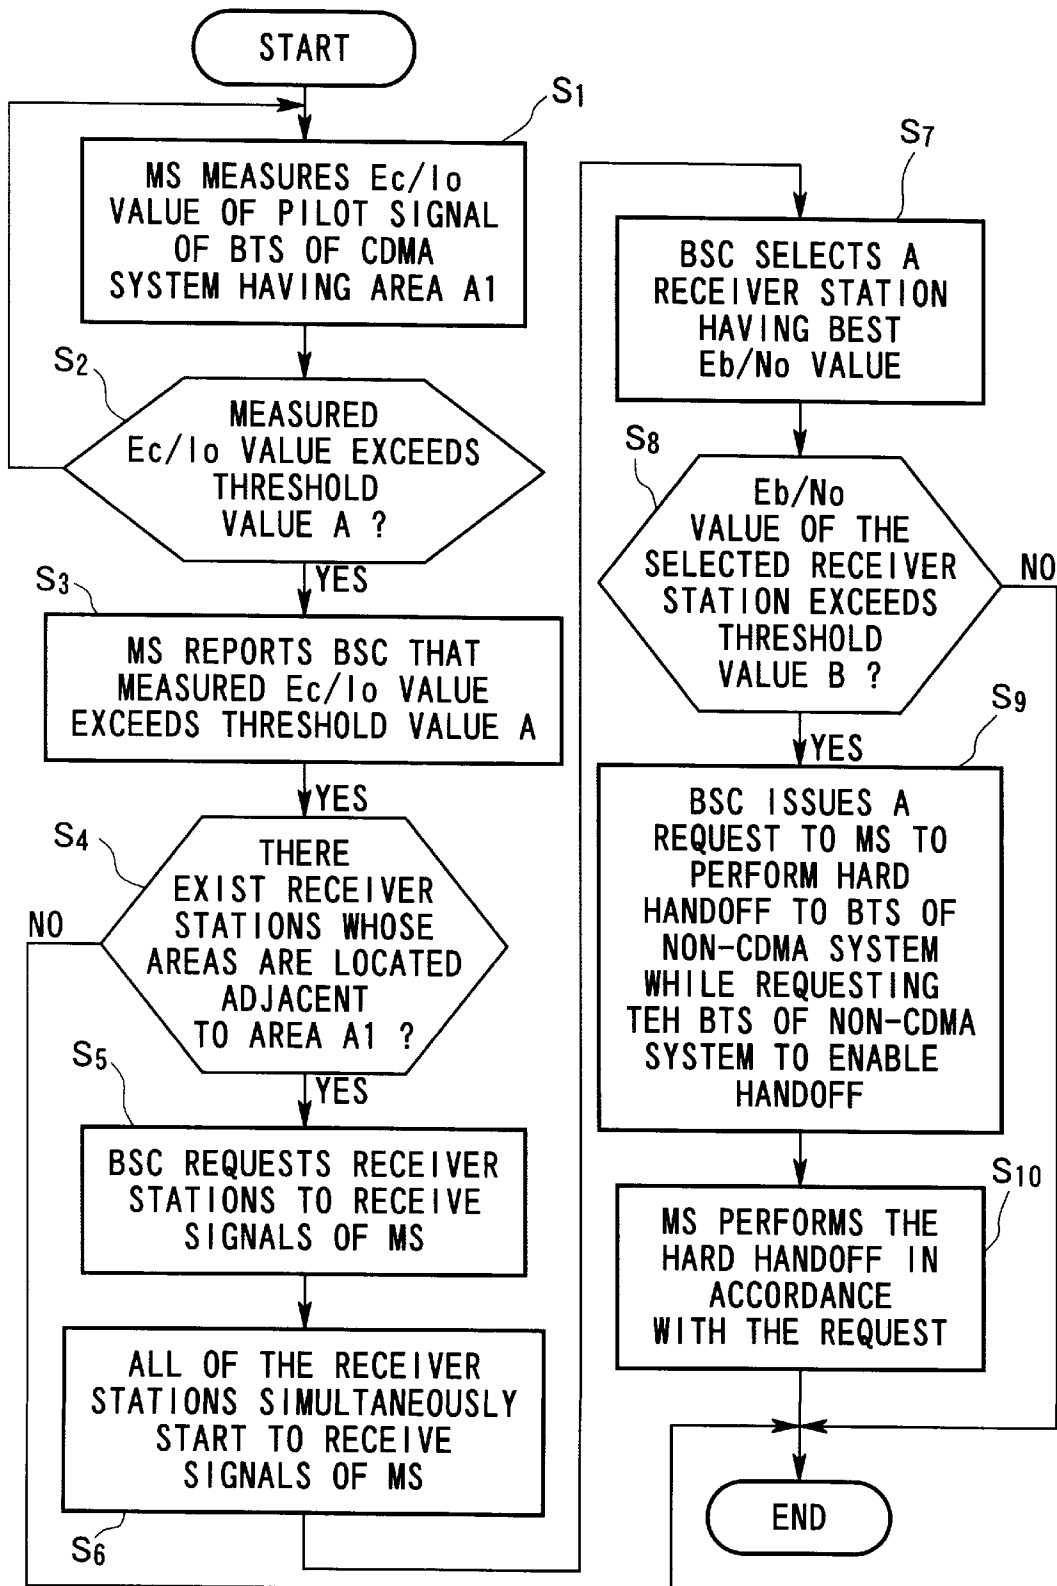 START
S1
MS MEASURES Ec/Io
VALUE OF PILOT SIGNAL
OF BTS OF CDMA
SYSTEM HAVING AREA A1
S2
MEASURED
Ec/Io VALUE EXCEEDS
THRESHOLD
VALUE A ?
YES
S3
MS REPORTS BSC THAT
MEASURED Ec/Io VALUE
EXCEEDS THRESHOLD VALUE A
YES
S4
THERE
EXIST RECEIVER
STATIONS WHOSE
AREAS ARE LOCATED
ADJACENT
TO AREA A1 ?
NO
YES
S5
BSC REQUESTS RECEIVER
STATIONS TO RECEIVE
SIGNALS OF MS
ALL OF THE RECEIVER
STATIONS SIMULTANEOUSLY
START TO RECEIVE
SIGNALS OF MS
S6
S7
BSC SELECTS A
RECEIVER STATION
HAVING BEST
Eb/No VALUE
S8
Eb/No
VALUE OF THE
SELECTED RECEIVER
STATION EXCEEDS
THRESHOLD
VALUE B ?
NO
YES
S9
BSC ISSUES A
REQUEST TO MS TO
PERFORM HARD
HANDOFF TO BTS OF
NON-CDMA SYSTEM
WHILE REQUESTING
TEH BTS OF NON-CDMA
SYSTEM TO ENABLE
HANDOFF
S10
MS PERFORMS THE
HARD HANDOFF IN
ACCORDANCE
WITH THE REQUEST
END